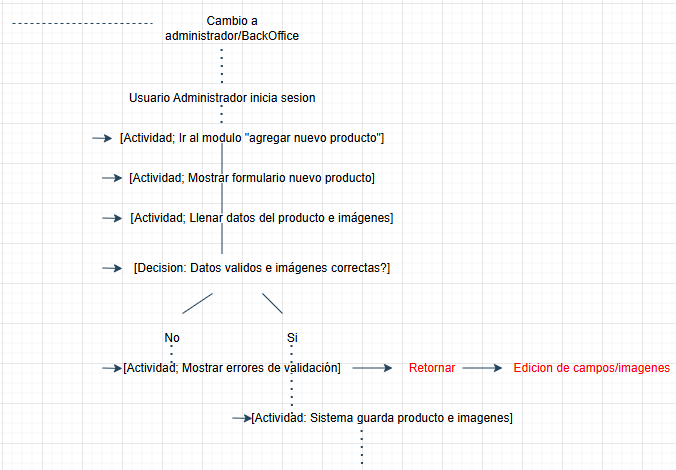 Cambio a
administrador/BackOffice
Usuario Administrador inicia sesion
[Actividad; Ir al modulo "agregar nuevo producto"]
[Actividad; Mostrar formulario nuevo producto]
[Actividad; Llenar datos del producto e imágenes]
[Decision: Datos validos e imágenes correctas?]
No
Si
[Actividad; Mostrar errores de validación]
Retornar
Edicion de campos/imagenes
[Actividad: Sistema guarda producto e imagenes]